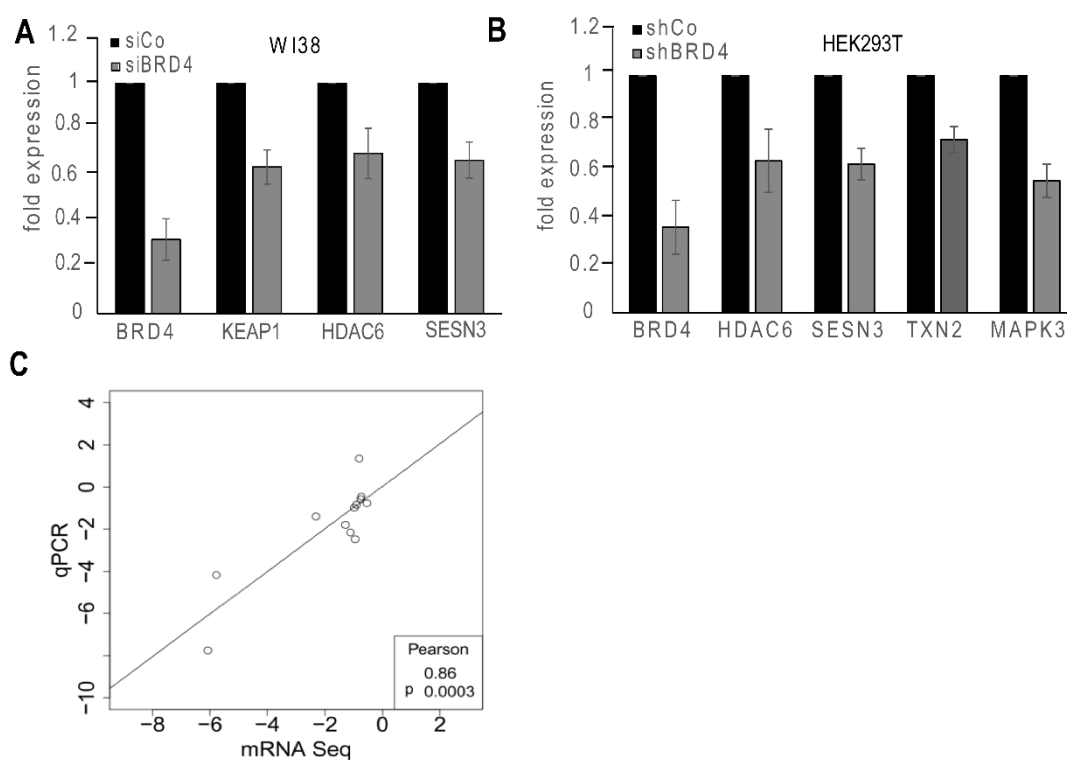 A
siCo
siBRD4
WI38
fold expression
1.2
1
0.8
0.6
0.4
0.2
0
BRD4 KEAP1 HDAC6 SESN3
B
shCo
shBRD4
HEK293T
fold expression
1.2
1
0.8
0.6
0.4
0.2
0
BRD4 HDAC6 SESN3 TXN2 MAPK3
C
qPCR
4
2
0
−2
−4
−6
−10
Pearson
0.86
p 0.0003
−8 −6 −4 −2 0 2
mRNA Seq